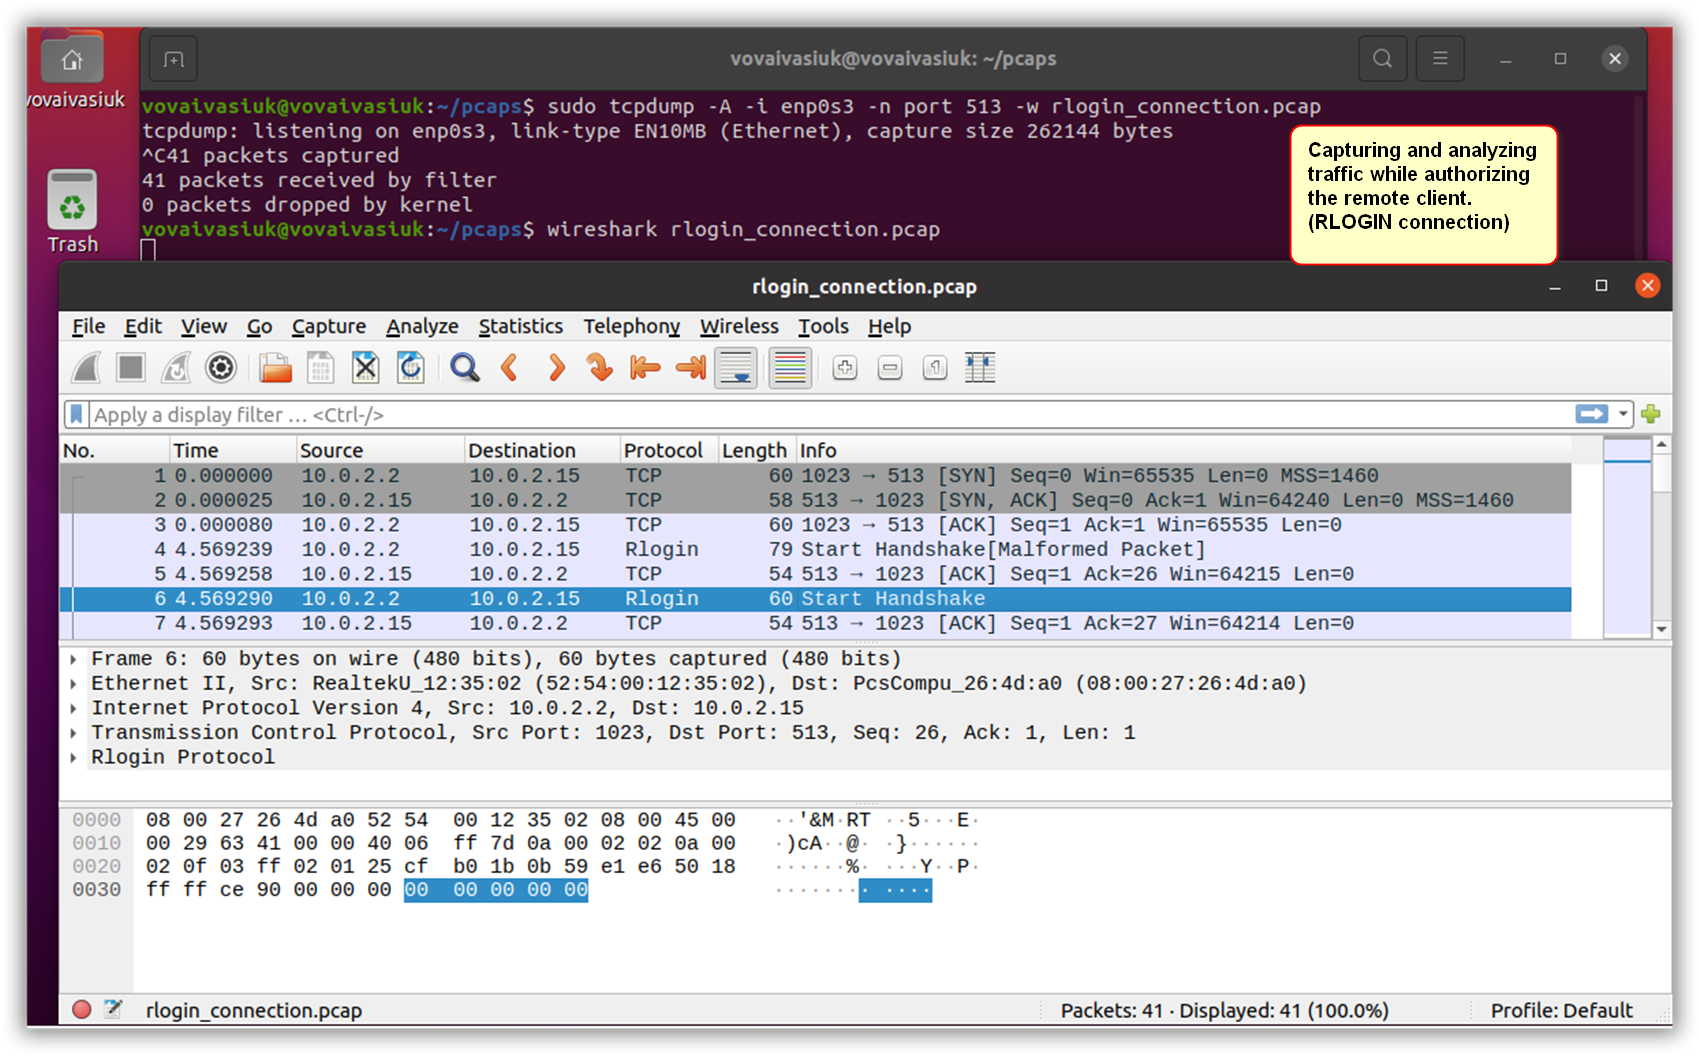 vovaivasiuk@vovaivasiuk: ~/pcaps
vovaivasiuk
Trash
vovaivasiuk@vovaivasiuk:~/pcaps$ sudo tcpdump -A -i enp0s3 -n port 513 -w rlogin_connection.pcap
tcpdump: listening on enp0s3, link-type EN10MB (Ethernet), capture size 262144 bytes
^C41 packets captured
41 packets received by filter
0 packets dropped by kernel
vovaivasiuk@vovaivasiuk:~/pcaps$ wireshark rlogin_connection.pcap
Capturing and analyzing
traffic while authorizing
the remote client.
(RLOGIN connection)
rlogin_connection.pcap
File Edit View Go Capture Analyze Statistics Telephony Wireless Tools Help
Apply a display filter … <Ctrl-/>
No. Time Source Destination Protocol Length Info
1 0.000000 10.0.2.2 10.0.2.15 TCP 60 1023 → 513 [SYN] Seq=0 Win=65535 Len=0 MSS=1460
2 0.000025 10.0.2.15 10.0.2.2 TCP 58 513 → 1023 [SYN, ACK] Seq=0 Ack=1 Win=64240 Len=0 MSS=1460
3 0.000080 10.0.2.2 10.0.2.15 TCP 60 1023 → 513 [ACK] Seq=1 Ack=1 Win=65535 Len=0
4 4.569239 10.0.2.2 10.0.2.15 Rlogin 79 Start Handshake[Malformed Packet]
5 4.569258 10.0.2.15 10.0.2.2 TCP 54 513 → 1023 [ACK] Seq=1 Ack=26 Win=64215 Len=0
6 4.569290 10.0.2.2 10.0.2.15 Rlogin 60 Start Handshake
7 4.569293 10.0.2.15 10.0.2.2 TCP 54 513 → 1023 [ACK] Seq=1 Ack=27 Win=64214 Len=0
Frame 6: 60 bytes on wire (480 bits), 60 bytes captured (480 bits)
Ethernet II, Src: RealtekU_12:35:02 (52:54:00:12:35:02), Dst: PcsCompu_26:4d:a0 (08:00:27:26:4d:a0)
Internet Protocol Version 4, Src: 10.0.2.2, Dst: 10.0.2.15
Transmission Control Protocol, Src Port: 1023, Dst Port: 513, Seq: 26, Ack: 1, Len: 1
Rlogin Protocol
0000 08 00 27 26 4d a0 52 54 00 12 35 02 08 00 45 00 ··'&M·RT ··5···E·
0010 00 29 63 41 00 00 40 06 ff 7d 0a 00 02 02 0a 00 ·)cA··@· ·}······
0020 02 0f 03 ff 02 01 25 cf b0 1b 0b 59 e1 e6 50 18 ······%· ···Y··P·
0030 ff ff ce 90 00 00 00 00 00 00 00 00 ········ ····
rlogin_connection.pcap
Packets: 41 · Displayed: 41 (100.0%)
Profile: Default